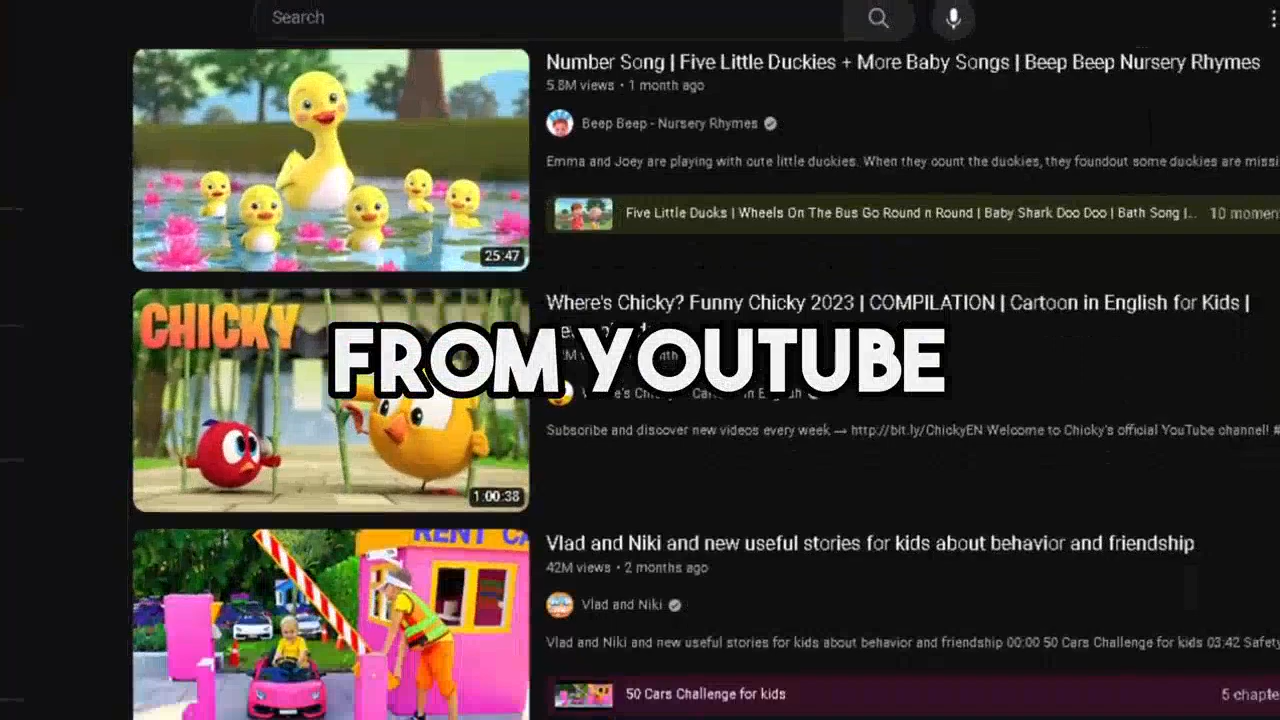 Search
Number Song | Five Little Duckies + More Baby Songs | Beep Beep Nursery Rhymes
5.8M views • 1 month ago
Beep Beep - Nursery Rhymes
Emma and Joey are playing with cute little duckies. When they count the duckies, they foundout some duckies are missi
Five Little Ducks | Wheels On The Bus Go Round n Round | Baby Shark Doo Doo | Bath Song |... 10 momen
25:47
CHICKY
Where's Chicky? Funny Chicky 2023 | COMPILATION | Cartoon in English for Kids |
FROM YOUTUBE
Subscribe and discover new videos every week → http://bit.ly/ChickyEN Welcome to Chicky's official YouTube channel! #
1:00:38
RENT CA
Vlad and Niki and new useful stories for kids about behavior and friendship
42M views • 2 months ago
Vlad and Niki
Vlad and Niki and new useful stories for kids about behavior and friendship 00:00 50 Cars Challenge for kids 03:42 Safety
50 Cars Challenge for kids 5 chapte